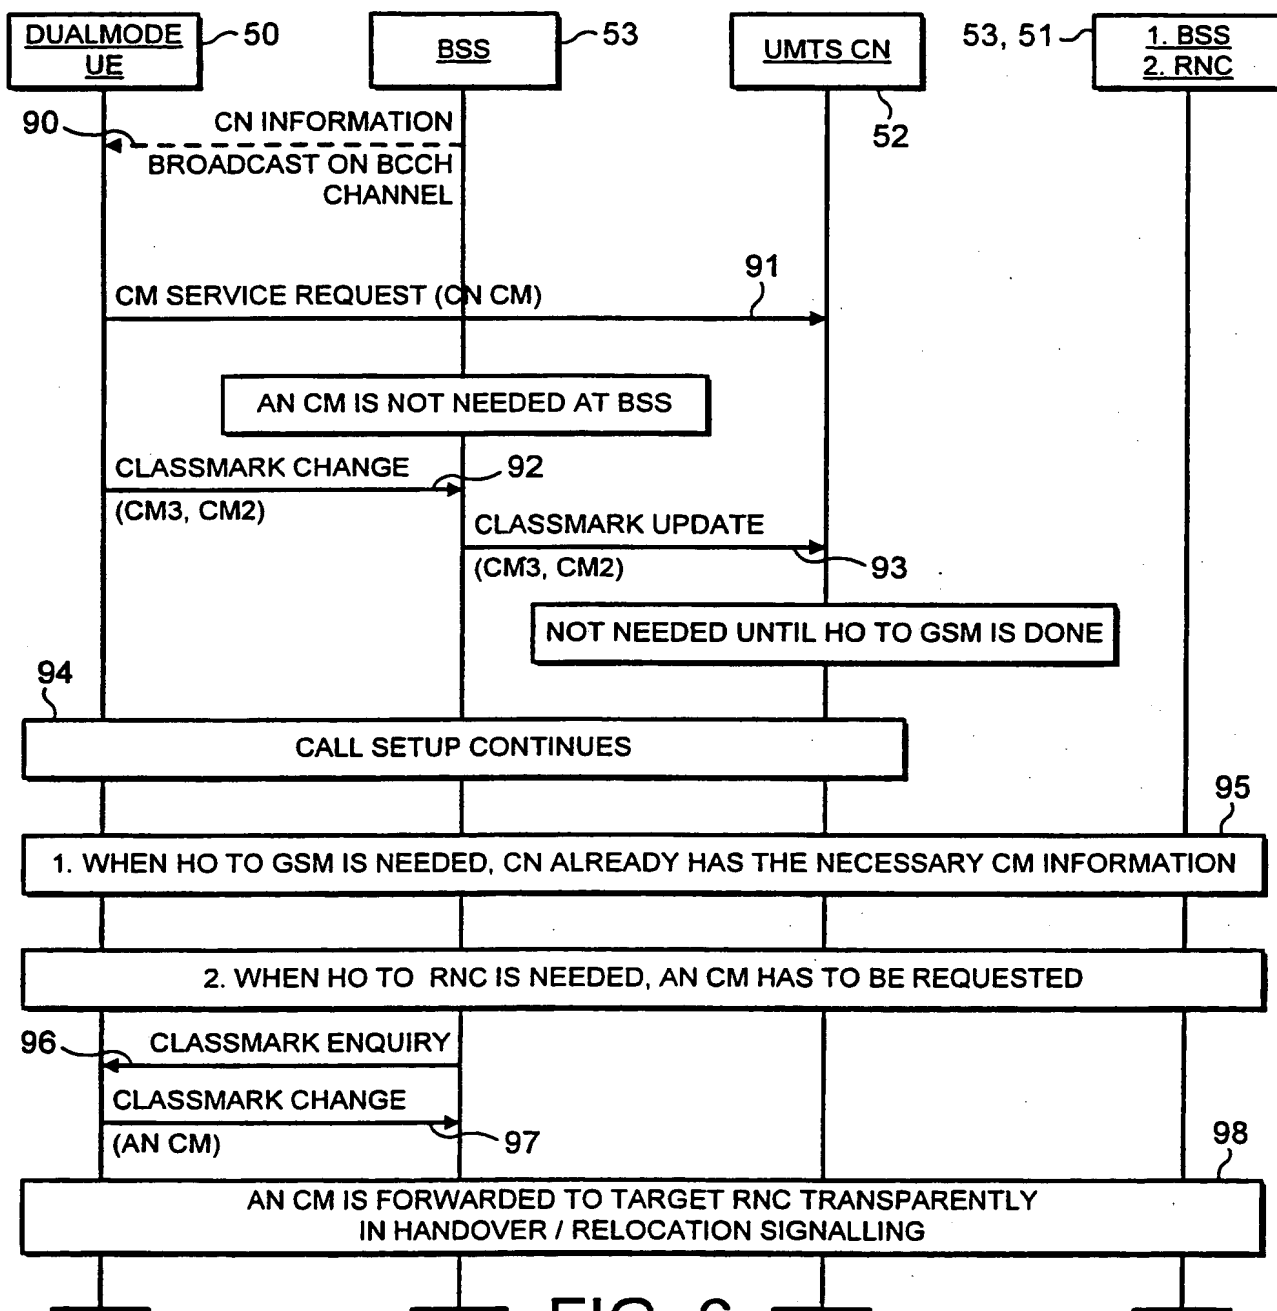 DUALMODE
UE
50
BSS
53
UMTS CN
52
53, 51
1. BSS
2. RNC
90
CN INFORMATION
BROADCAST ON BCCH
CHANNEL
91
CM SERVICE REQUEST (CN CM)
AN CM IS NOT NEEDED AT BSS
CLASSMARK CHANGE
92
(CM3, CM2)
CLASSMARK UPDATE
(CM3, CM2)
93
NOT NEEDED UNTIL HO TO GSM IS DONE
94
CALL SETUP CONTINUES
95
1. WHEN HO TO GSM IS NEEDED, CN ALREADY HAS THE NECESSARY CM INFORMATION
2. WHEN HO TO RNC IS NEEDED, AN CM HAS TO BE REQUESTED
96
CLASSMARK ENQUIRY
CLASSMARK CHANGE
(AN CM)
97
98
AN CM IS FORWARDED TO TARGET RNC TRANSPARENTLY
IN HANDOVER / RELOCATION SIGNALLING
FIG. 6